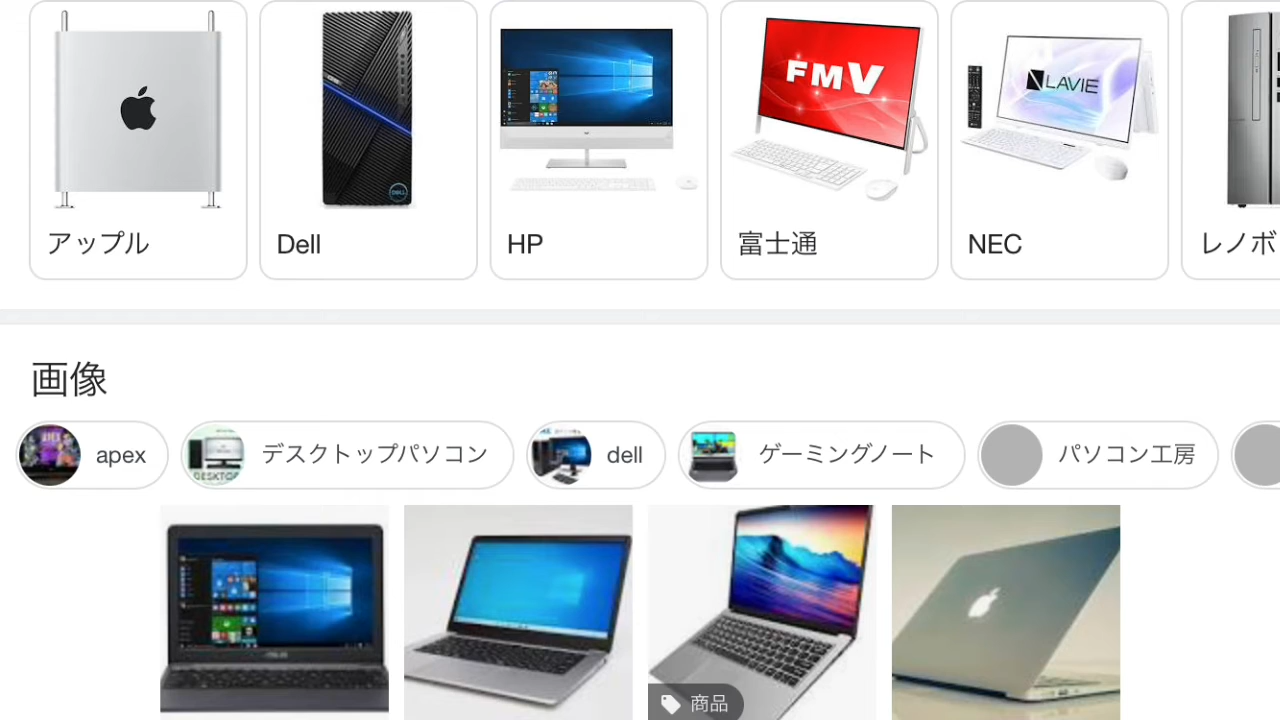 FMV
LAVIE
DELL
アップル
Dell
HP
富士通
NEC
レノボ
画像
apex
デスクトップパソコン
DESKTOP
dell
ゲーミングノート
パソコン工房
商品